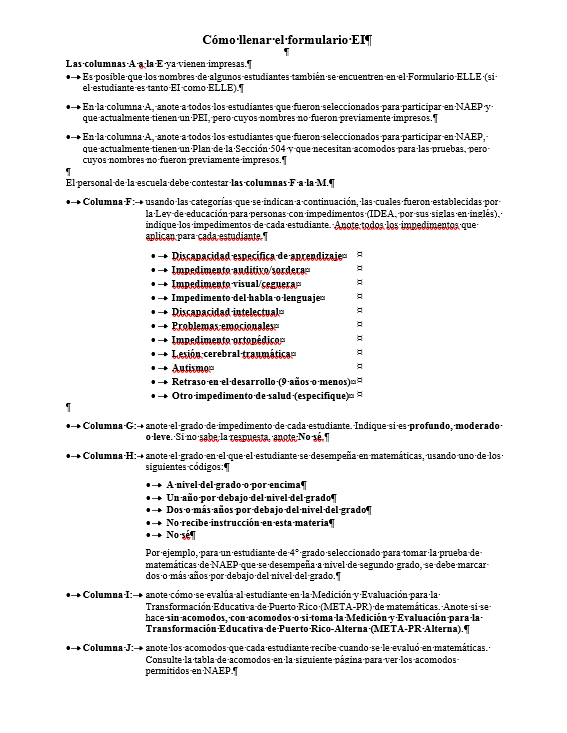 Cómo llenar el formulario EI
Las columnas A a la E ya vienen impresas.
Es posible que los nombres de algunos estudiantes también se encuentren en el Formulario ELLE (si
el estudiante es tanto EI como ELLE).
En la columna A, anote a todos los estudiantes que fueron seleccionados para participar en NAEP y
que actualmente tienen un PEI, pero cuyos nombres no fueron previamente impresos.
En la columna A, anote a todos los estudiantes que fueron seleccionados para participar en NAEP,
que actualmente tienen un Plan de la Sección 504 y que necesitan acomodos para las pruebas, pero
cuyos nombres no fueron previamente impresos.
El personal de la escuela debe contestar las columnas F a la M.
Columna F: usando las categorías que se indican a continuación, las cuales fueron establecidas por
la Ley de educación para personas con impedimentos (IDEA, por sus siglas en inglés),
indique los impedimentos de cada estudiante. Anote todos los impedimentos que
aplican para cada estudiante.
Discapacidad específica de aprendizaje
Impedimento auditivo/sordera
Impedimento visual/ceguera
Impedimento del habla o lenguaje
Discapacidad intelectual
Problemas emocionales
Impedimento ortopédico
Lesión cerebral traumática
Autismo
Retraso en el desarrollo (9 años o menos)
Otro impedimento de salud (especifique)
Columna G: anote el grado de impedimento de cada estudiante. Indique si es profundo, moderado
o leve. Si no sabe la respuesta, anote No sé.
Columna H: anote el grado en el que el estudiante se desempeña en matemáticas, usando uno de los
siguientes códigos:
A nivel del grado o por encima
Un año por debajo del nivel del grado
Dos o más años por debajo del nivel del grado
No recibe instrucción en esta materia
No sé
Por ejemplo, para un estudiante de 4° grado seleccionado para tomar la prueba de
matemáticas de NAEP que se desempeña a nivel de segundo grado, se debe marcar
dos o más años por debajo del nivel del grado.
Columna I: anote cómo se evalúa al estudiante en la Medición y Evaluación para la
Transformación Educativa de Puerto Rico (META-PR) de matemáticas. Anote si se
hace sin acomodos, con acomodos o si toma la Medición y Evaluación para la
Transformación Educativa de Puerto Rico-Alterna (META-PR Alterna).
Columna J: anote los acomodos que cada estudiante recibe cuando se le evaluó en matemáticas.
Consulte la tabla de acomodos en la siguiente página para ver los acomodos
permitidos en NAEP.